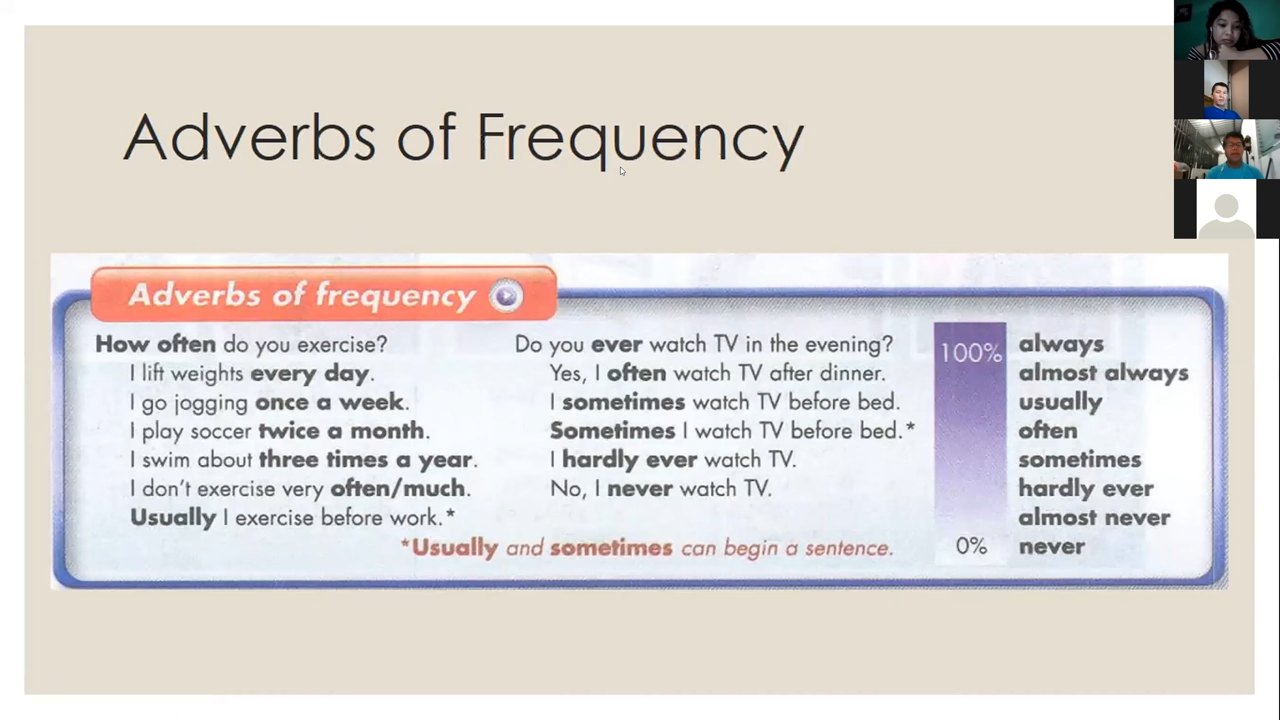 Adverbs of Frequency
Adverbs of frequency
How often do you exercise?
I lift weights every day.
I go jogging once a week.
I play soccer twice a month.
I swim about three times a year.
I don't exercise very often/much.
Usually I exercise before work.*
Do you ever watch TV in the evening?
Yes, I often watch TV after dinner.
I sometimes watch TV before bed.
Sometimes I watch TV before bed.*
I hardly ever watch TV.
No, I never watch TV.
*Usually and sometimes can begin a sentence.
100% always
almost always
usually
often
sometimes
hardly ever
almost never
0% never